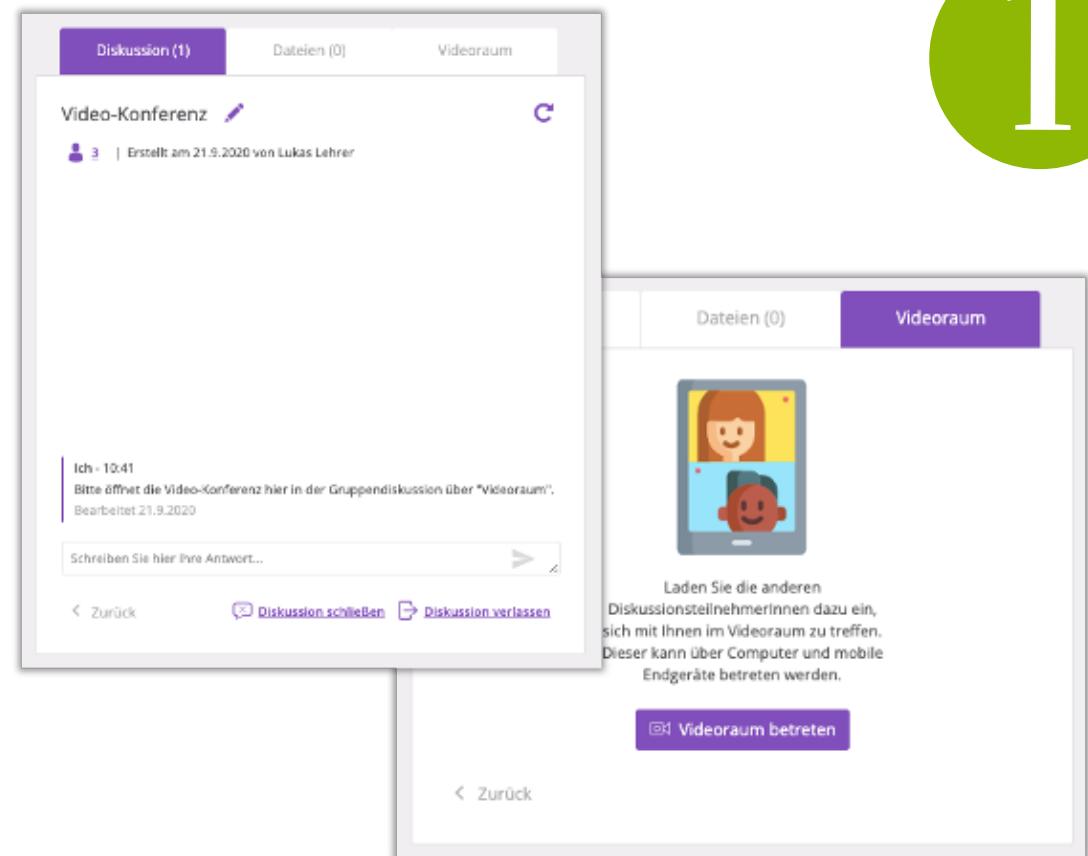 1
Diskussion (1) Dateien (0) Videoraum
Video-Konferenz
3 | Erstellt am 21.9.2020 von Lukas Lehrer
Ich - 10:41
Bitte öffnet die Video-Konferenz hier in der Gruppendiskussion über "Videoraum".
Bearbeitet 21.9.2020
Schreiben Sie hier Ihre Antwort...
< Zurück Diskussion schließen Diskussion verlassen
Dateien (0) Videoraum
Laden Sie die anderen
DiskussionsteilnehmerInnen dazu ein,
sich mit Ihnen im Videoraum zu treffen.
Dieser kann über Computer und mobile
Endgeräte betreten werden.
Videoraum betreten
< Zurück